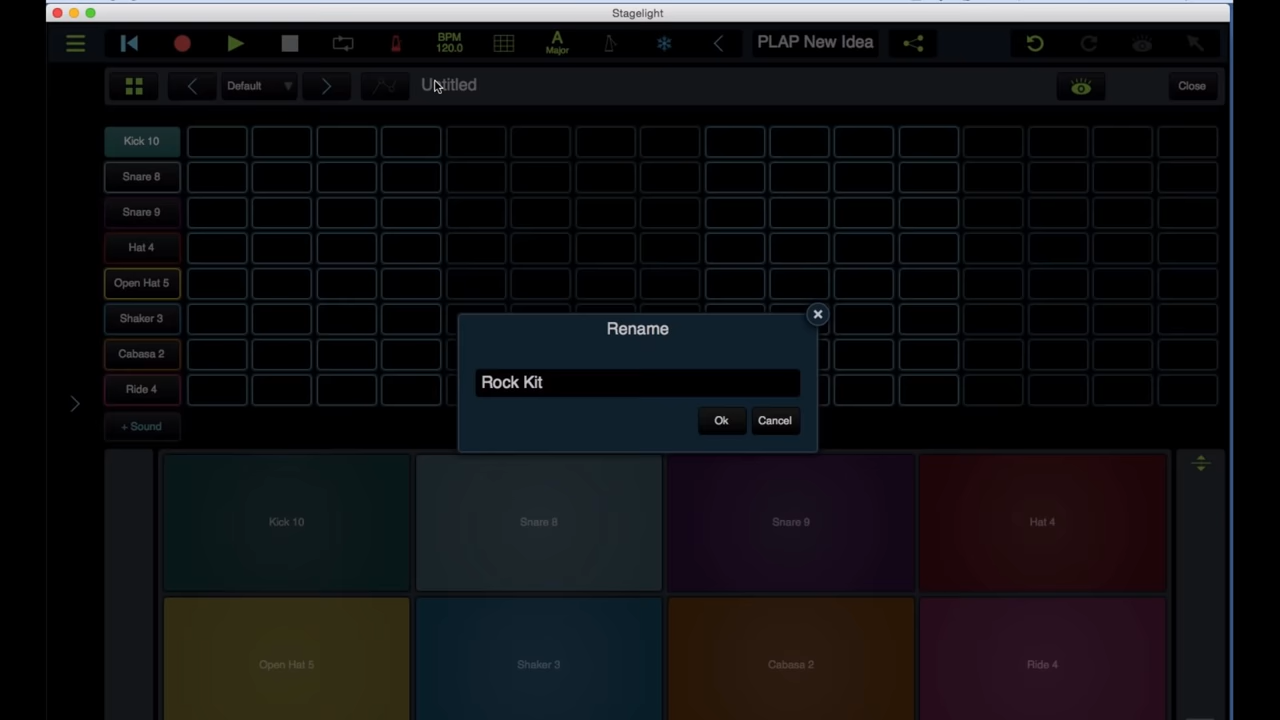 Stagelight
BPM
120.0
A
Major
PLAP New Idea
Default
Untitled
Close
Kick 10
Snare 8
Snare 9
Hat 4
Open Hat 5
Shaker 3
Cabasa 2
Ride 4
+ Sound
Rename
Rock Kit
Ok Cancel
Kick 10 Snare 8 Snare 9 Hat 4
Open Hat 5 Shaker 3 Cabasa 2 Ride 4